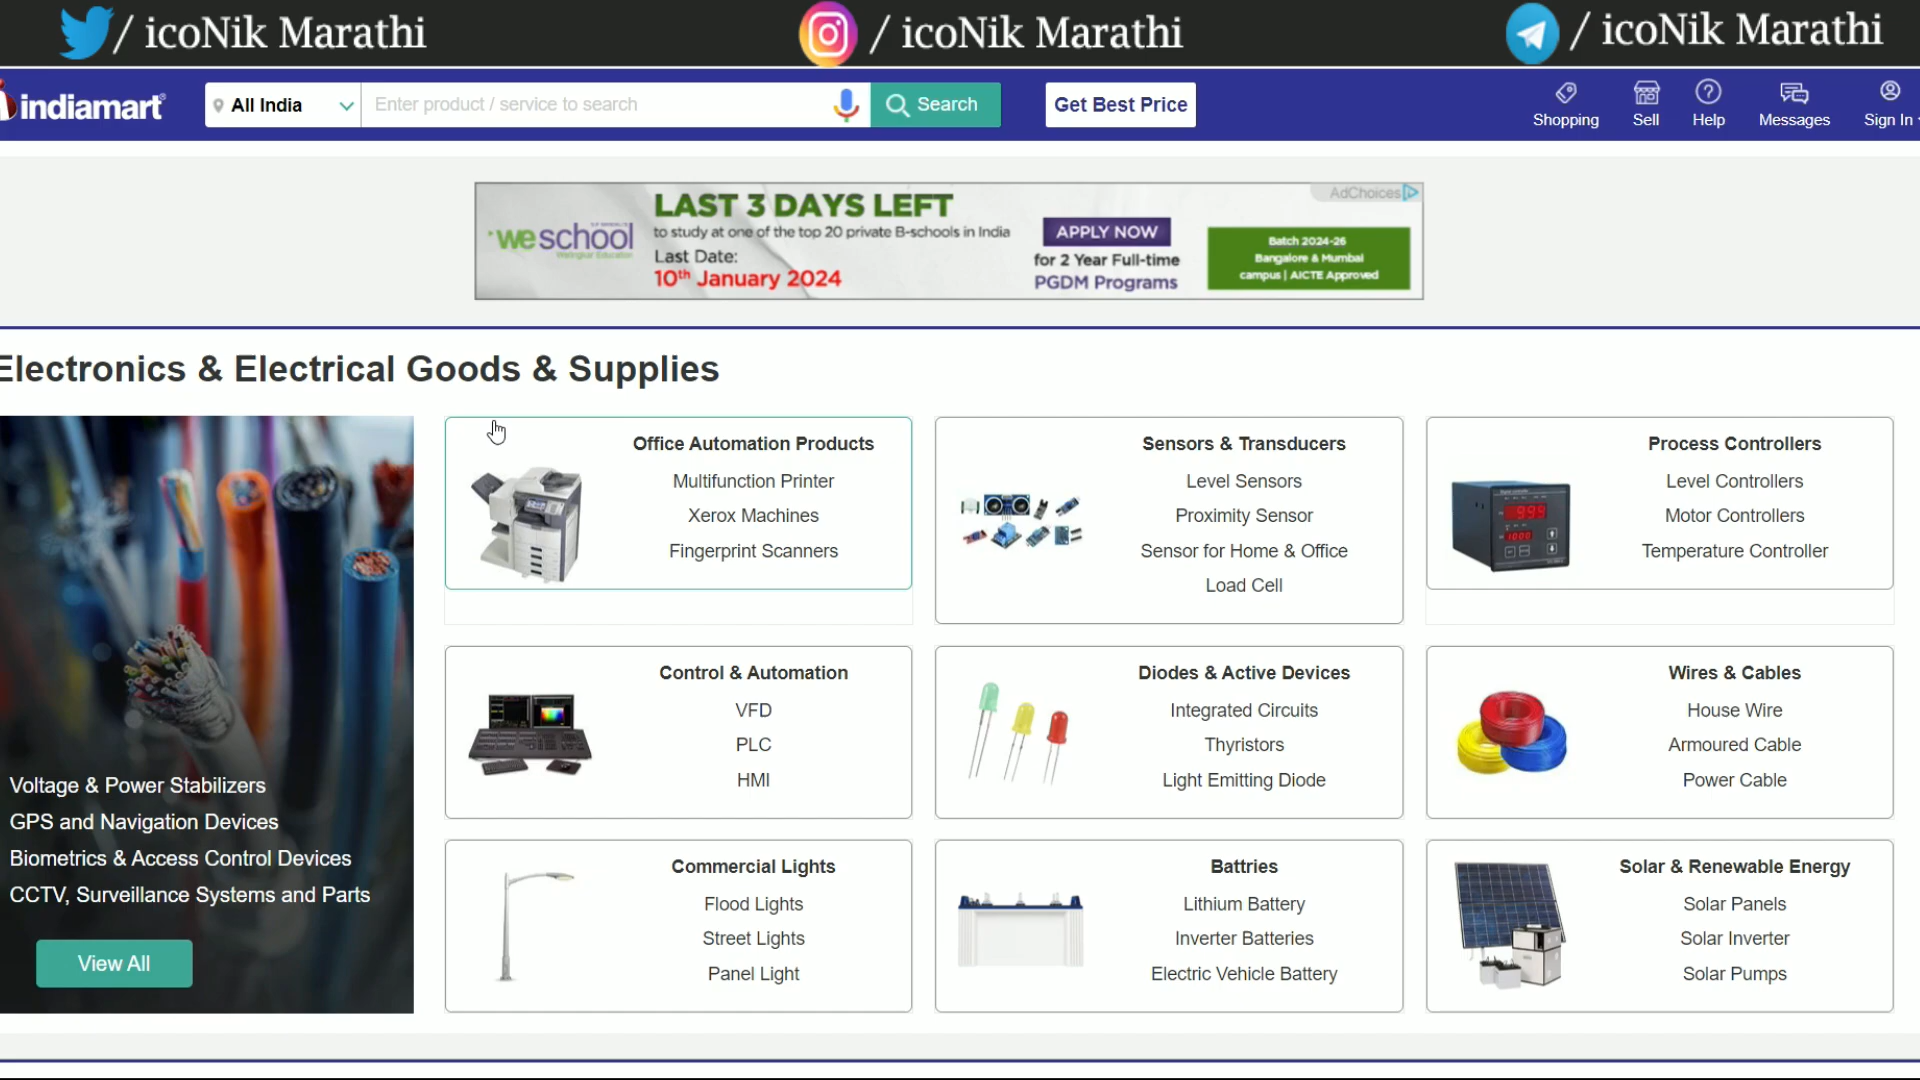 / icoNik Marathi
/ icoNik Marathi
/ icoNik Marathi
indiamart
All India
Enter product / service to search
Search
Get Best Price
Shopping
Sell
Help
Messages
Sign In
weschool
LAST 3 DAYS LEFT
to study at one of the top 20 private B-schools in India
Last Date:
10th January 2024
APPLY NOW
for 2 Year Full-time
PGDM Programs
AdChoices
Batch 2024-26
Bangalore & Mumbai
campus | AICTE Approved
Electronics & Electrical Goods & Supplies
Voltage & Power Stabilizers
GPS and Navigation Devices
Biometrics & Access Control Devices
CCTV, Surveillance Systems and Parts
View All
Office Automation Products
Multifunction Printer
Xerox Machines
Fingerprint Scanners
Sensors & Transducers
Level Sensors
Proximity Sensor
Sensor for Home & Office
Load Cell
Process Controllers
Level Controllers
Motor Controllers
Temperature Controller
Control & Automation
VFD
PLC
HMI
Diodes & Active Devices
Integrated Circuits
Thyristors
Light Emitting Diode
Wires & Cables
House Wire
Armoured Cable
Power Cable
Commercial Lights
Flood Lights
Street Lights
Panel Light
Battries
Lithium Battery
Inverter Batteries
Electric Vehicle Battery
Solar & Renewable Energy
Solar Panels
Solar Inverter
Solar Pumps